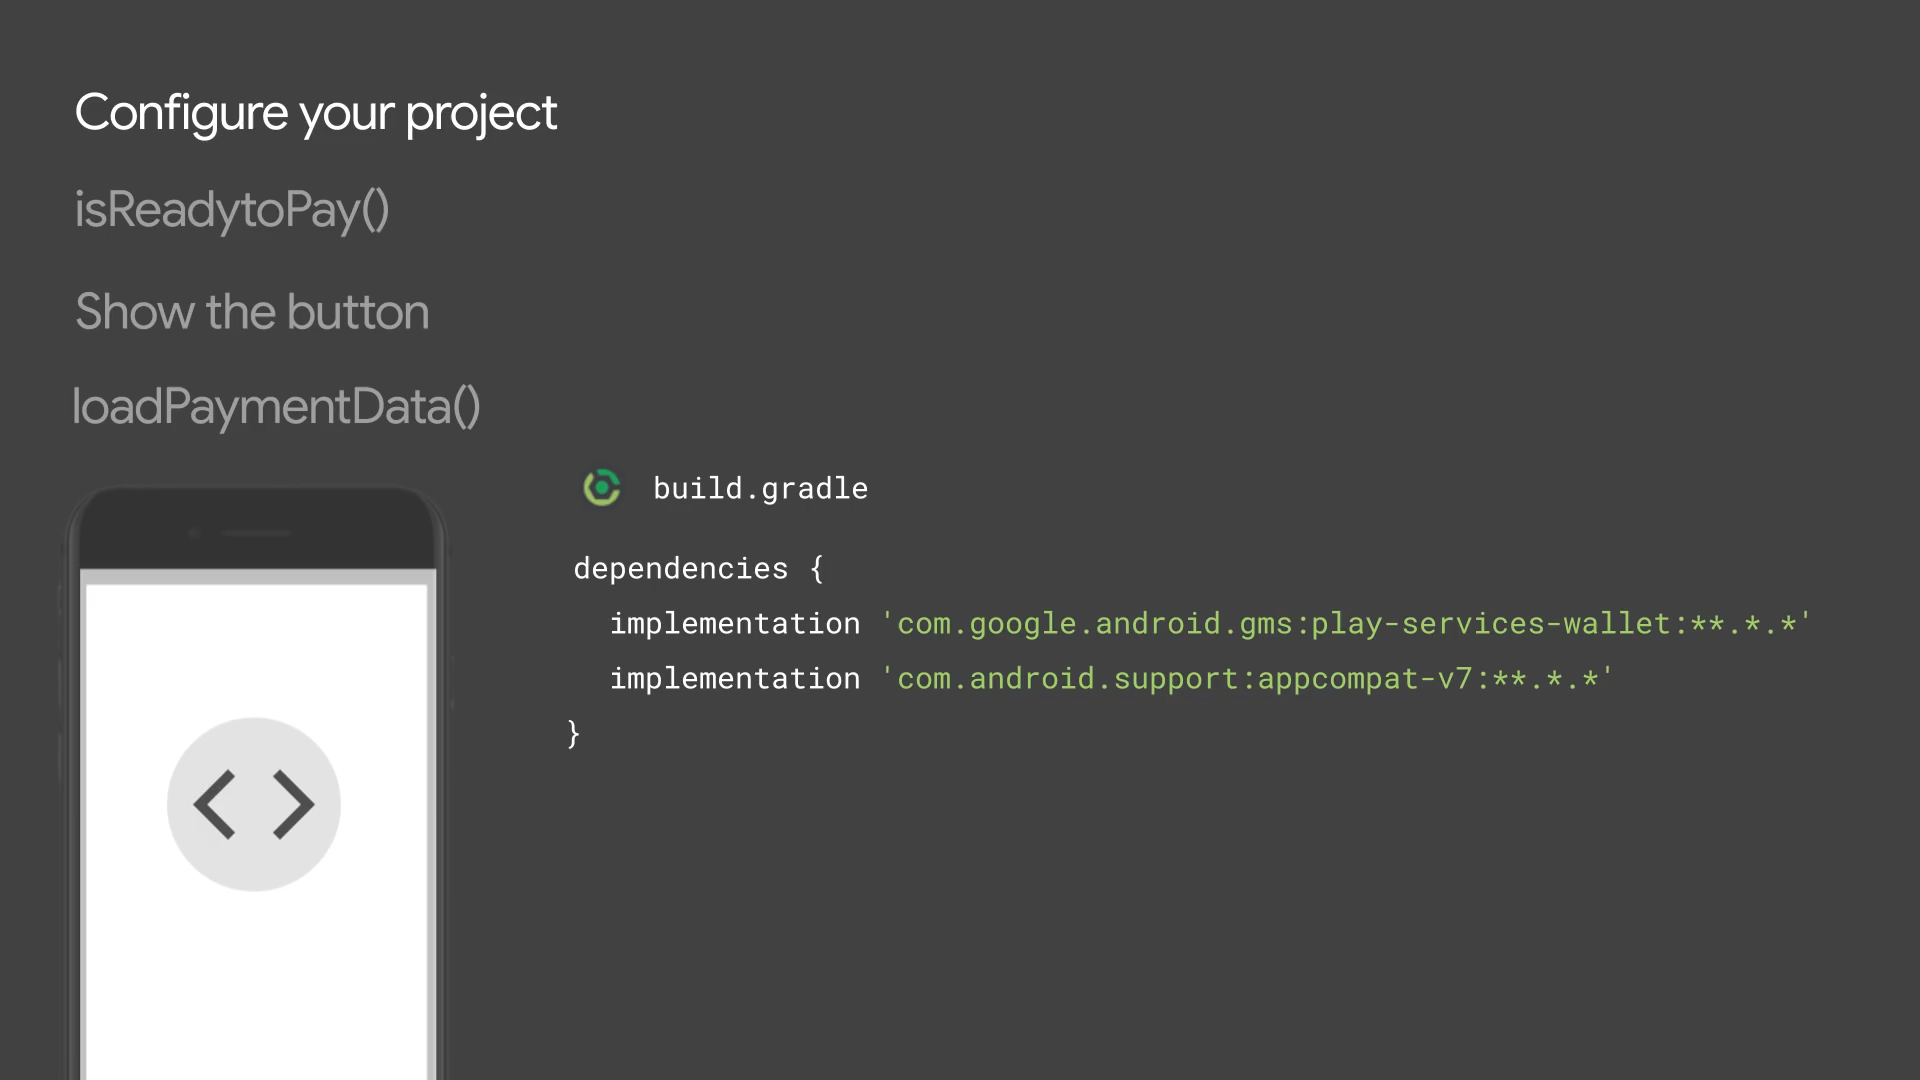 Configure your project
isReadytoPay()
Show the button
loadPaymentData()
build.gradle
dependencies {
implementation 'com.google.android.gms:play-services-wallet:**.*.*'
implementation 'com.android.support:appcompat-v7:**.*.*'
}
< >